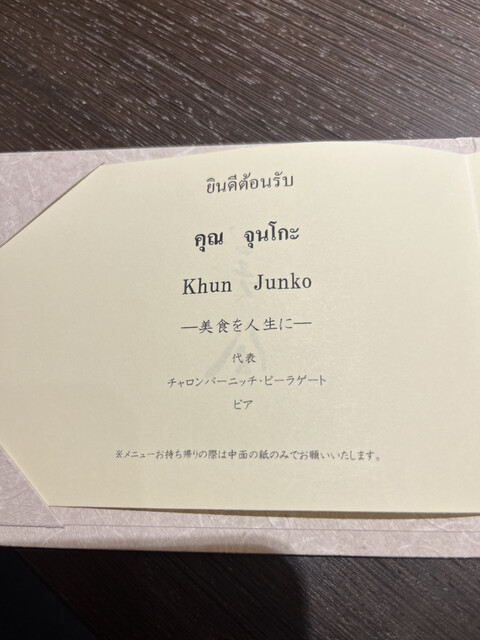 ยินดีต้อนรับ
คุณ จุนโกะ
Khun Junko
―美食を人生に―
代表
チャロンバーニッチ・ピーラゲート
ピア
※メニューお持ち帰りの際は中面の紙のみでお願いいたします。